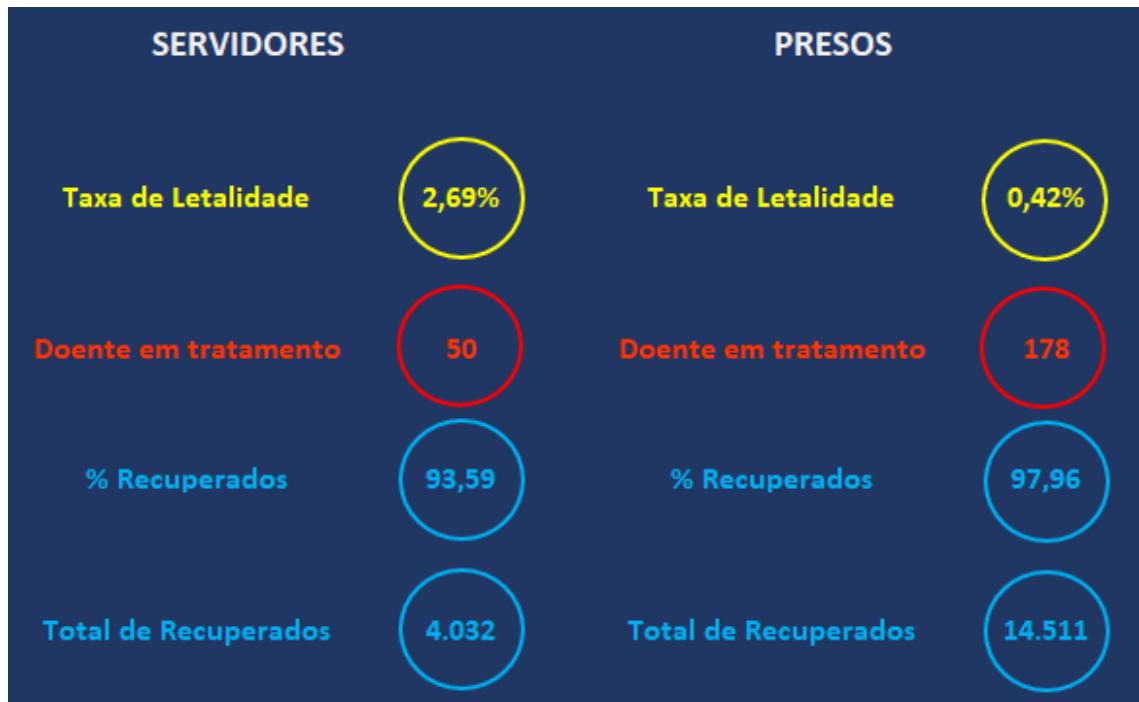 SERVIDORES
PRESOS
Taxa de Letalidade
2,69%
Taxa de Letalidade
0,42%
Doente em tratamento
50
Doente em tratamento
178
% Recuperados
93,59
% Recuperados
97,96
Total de Recuperados
4.032
Total de Recuperados
14.511